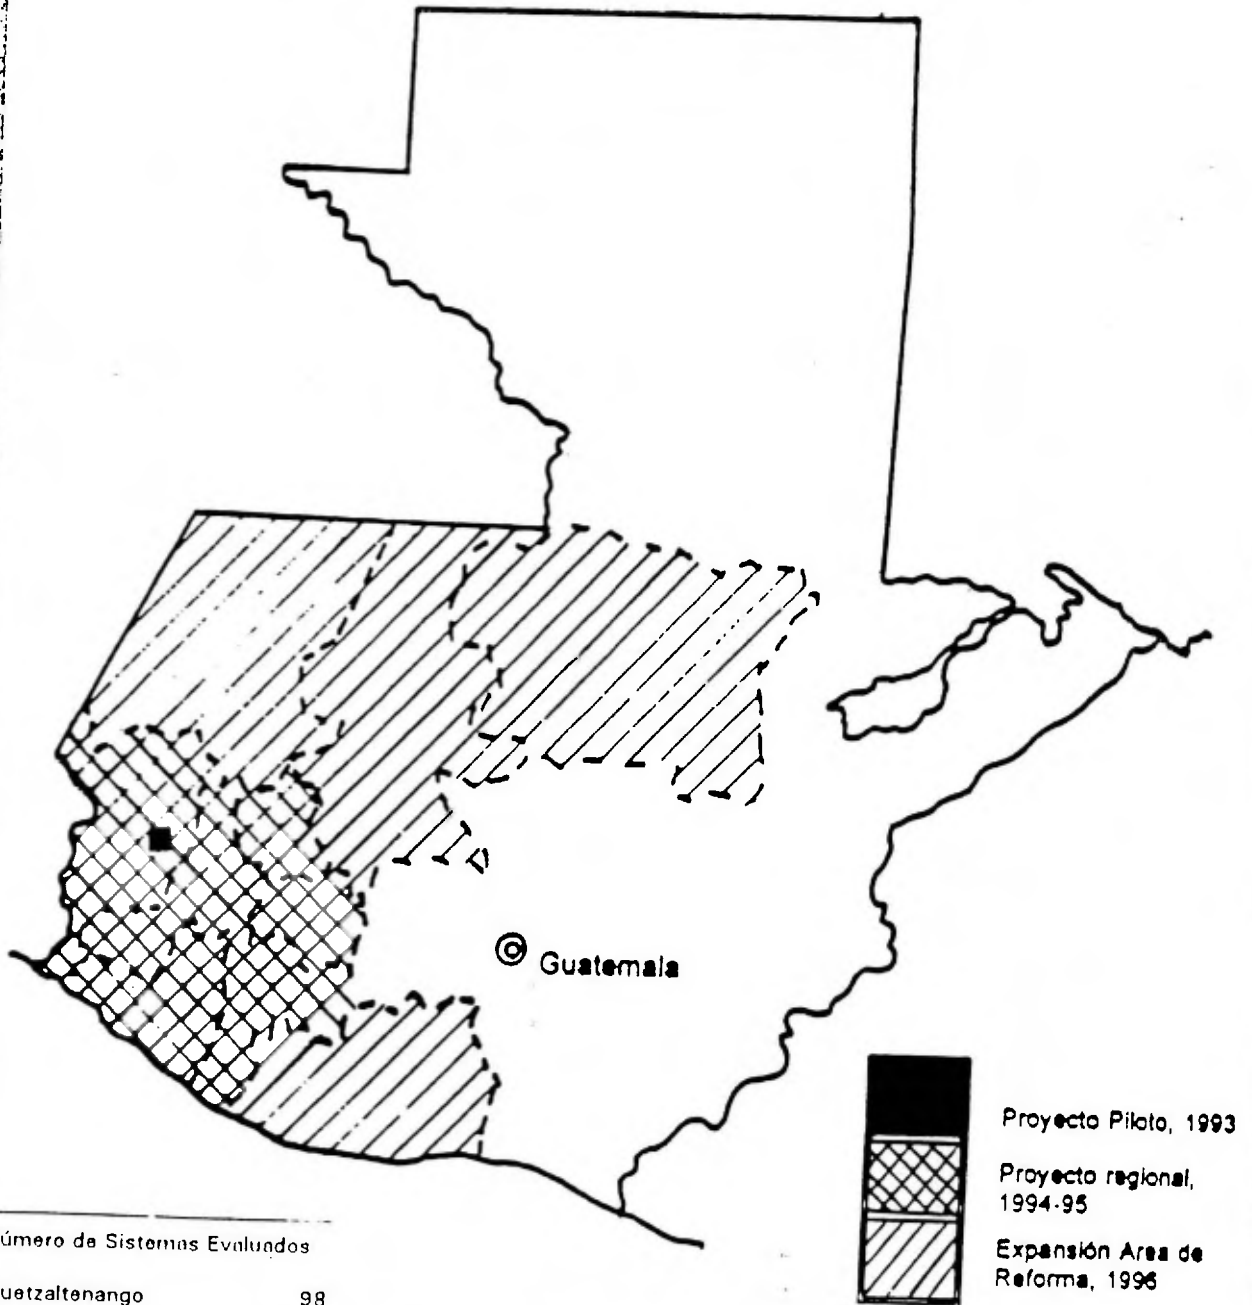 © Guatemala
Proyecto Piloto, 1993
Proyecto regional,
1994-95
Expansión Area de
Reforma, 1996
úmero de Sistemas Evaluados
uetzaltenango 98